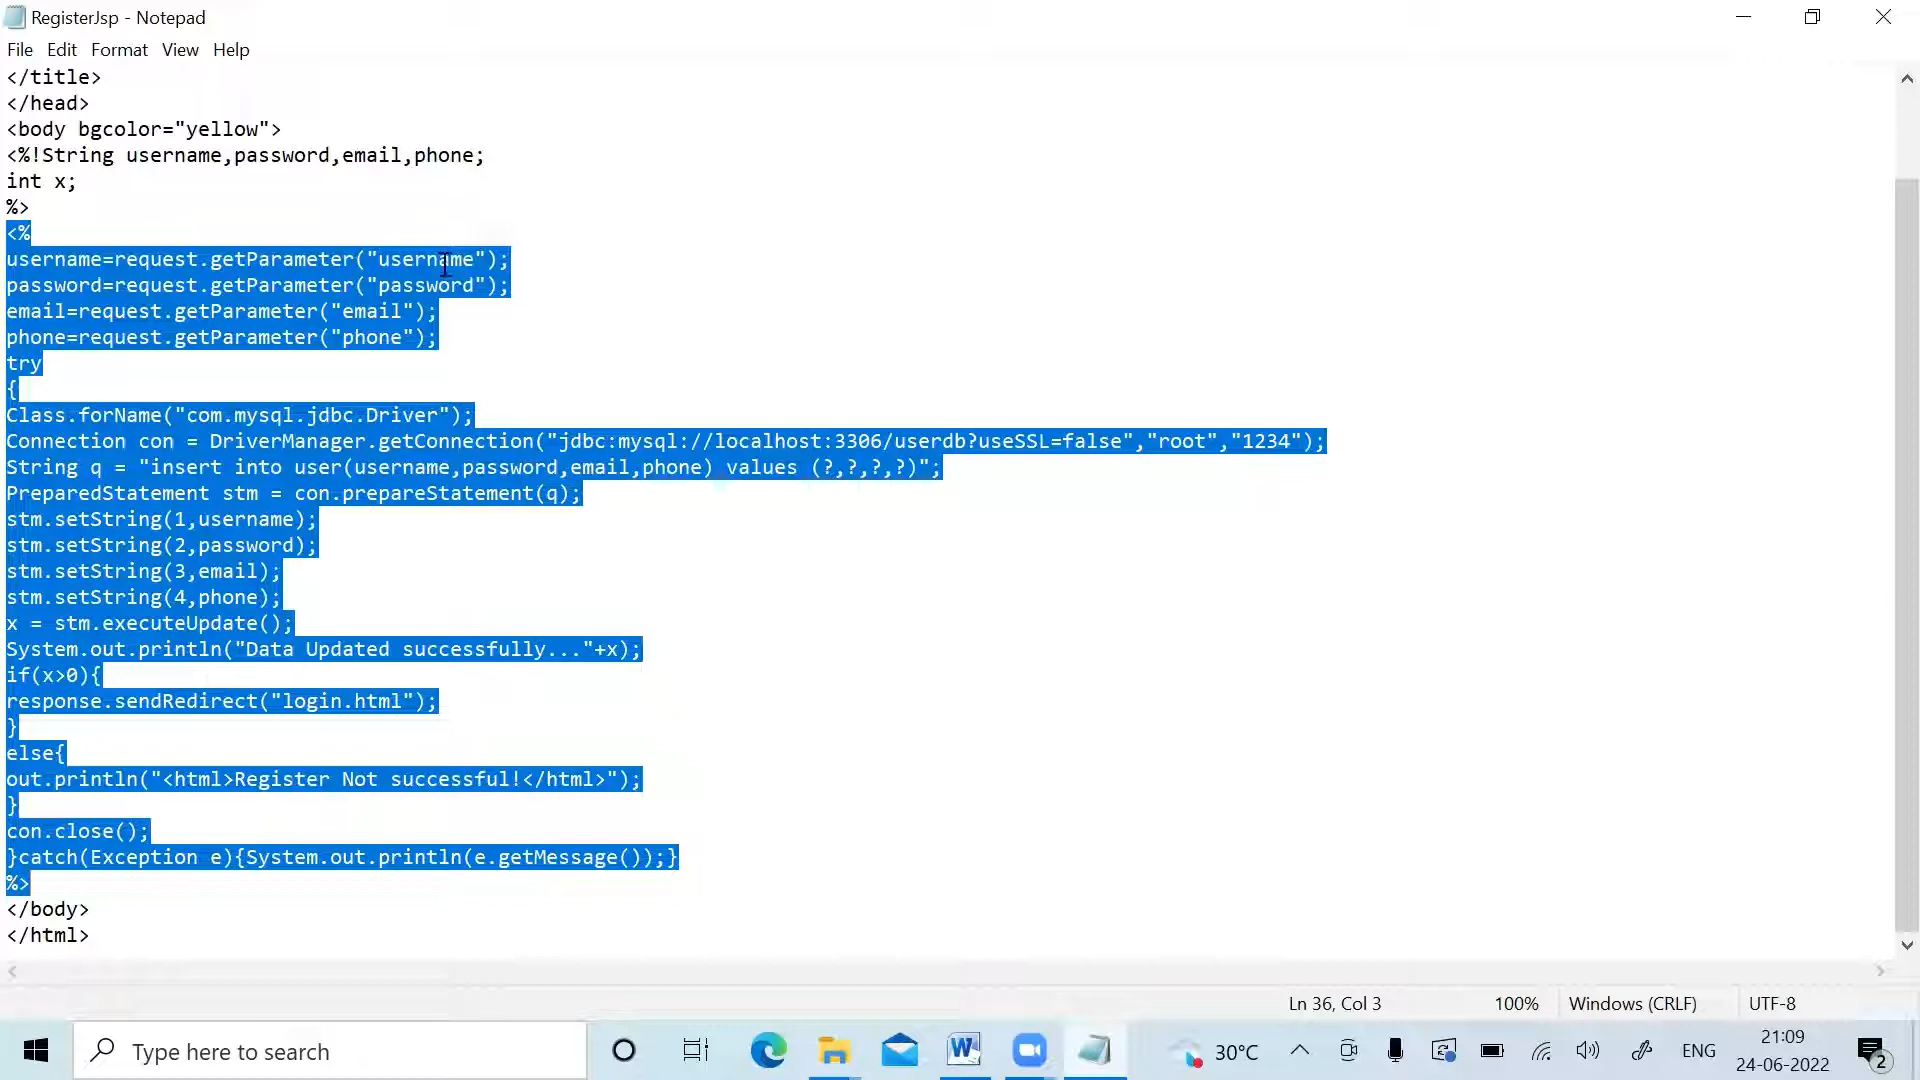 RegisterJsp - Notepad
File Edit Format View Help
</title>
</head>
<body bgcolor="yellow">
<%!String username,password,email,phone;
int x;
%>
<%
username=request.getParameter("username");
password=request.getParameter("password");
email=request.getParameter("email");
phone=request.getParameter("phone");
try
{
Class.forName("com.mysql.jdbc.Driver");
Connection con = DriverManager.getConnection("jdbc:mysql://localhost:3306/userdb?useSSL=false","root","1234");
String q = "insert into user(username,password,email,phone) values (?,?,?,?)";
PreparedStatement stm = con.prepareStatement(q);
stm.setString(1,username);
stm.setString(2,password);
stm.setString(3,email);
stm.setString(4,phone);
x = stm.executeUpdate();
System.out.println("Data Updated successfully..."+x);
if(x>0){
response.sendRedirect("login.html");
}
else{
out.println("<html>Register Not successful!</html>");
}
con.close();
}catch(Exception e){System.out.println(e.getMessage());}
%>
</body>
</html>
Ln 36, Col 3 100% Windows (CRLF) UTF-8
Type here to search
30°C
ENG
21:09
24-06-2022
2